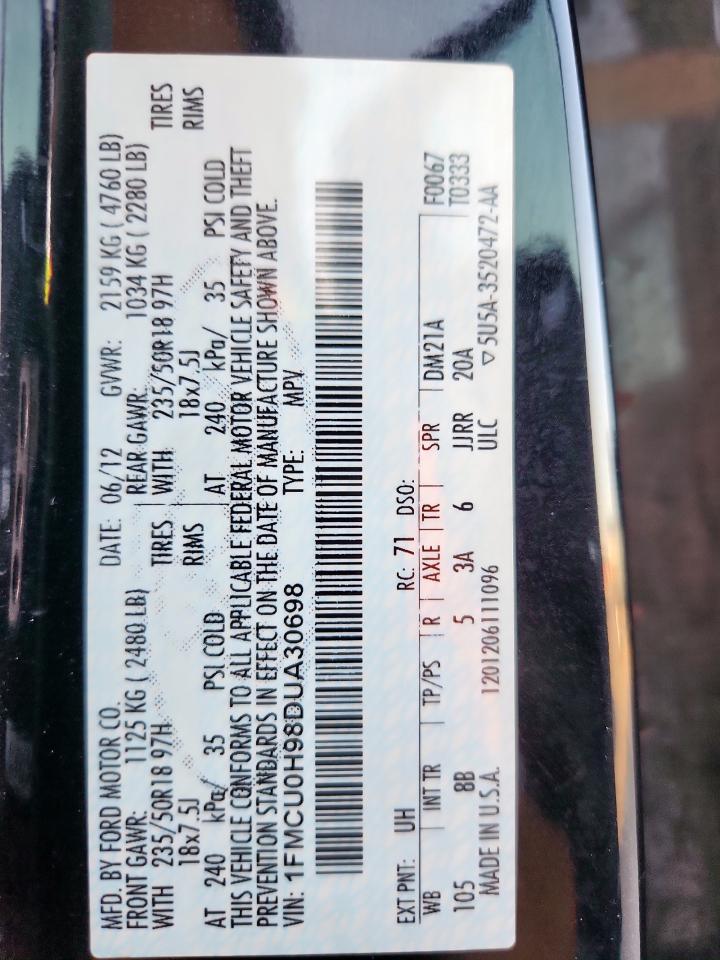 MFD. BY FORD MOTOR CO. DATE: 06/12 GVWR: 2159 KG ( 4760 LB)
FRONT GAWR: 1125 KG ( 2480 LB) REAR GAWR: 1034 KG ( 2280 LB)
WITH 235/50R18 97H TIRES WITH 235/50R18 97H TIRES
18x7.5J RIMS 18x7.5J RIMS
AT 240 kPa/ 35 PSI COLD AT 240 kPa/ 35 PSI COLD
THIS VEHICLE CONFORMS TO ALL APPLICABLE FEDERAL MOTOR VEHICLE SAFETY AND THEFT
PREVENTION STANDARDS IN EFFECT ON THE DATE OF MANUFACTURE SHOWN ABOVE.
VIN: 1FMCU0H98DUA30698 TYPE: MPV
EXT PNT: UH RC: 71 DSO:
WB INT TR TP/PS R AXLE TR SPR DM21A F0067
105 8B 5 3A 6 JJRR 20A T0333
MADE IN U.S.A. 1201206111096 ULC ▽5U5A-3520472-AA